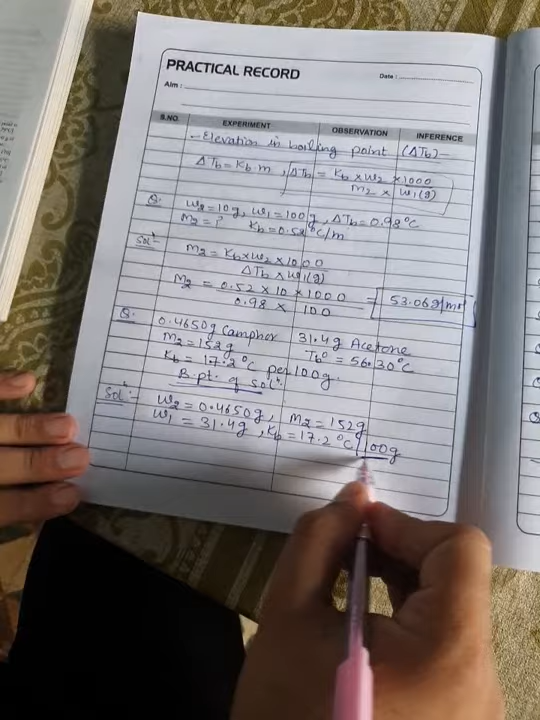 PRACTICAL RECORD
Date :
Aim :
S.NO. EXPERIMENT OBSERVATION INFERENCE
- Elevation in boiling point (ΔTb) -
ΔTb = Kb.m , ΔTb = Kb × w2 × 1000
M2 × w1(g)
Q: w2 = 10g, w1 = 100g, ΔTb = 0.98°C
M2 = ? Kb = 0.52°C/m
Solⁿ:- M2 = Kb × w2 × 1000
ΔTb × w1(g)
M2 = 0.52 × 10 × 1000 = 53.06g/mol
0.98 × 100
Q: 0.4650g Camphor 31.4g Acetone
M2 = 152g Tb° = 56.30°C
Kb = 17.2°C per 100g.
B.pt. of Solⁿ.
Solⁿ:- w2 = 0.4650g, M2 = 152g
w1 = 31.4g, Kb = 17.2°C/100g